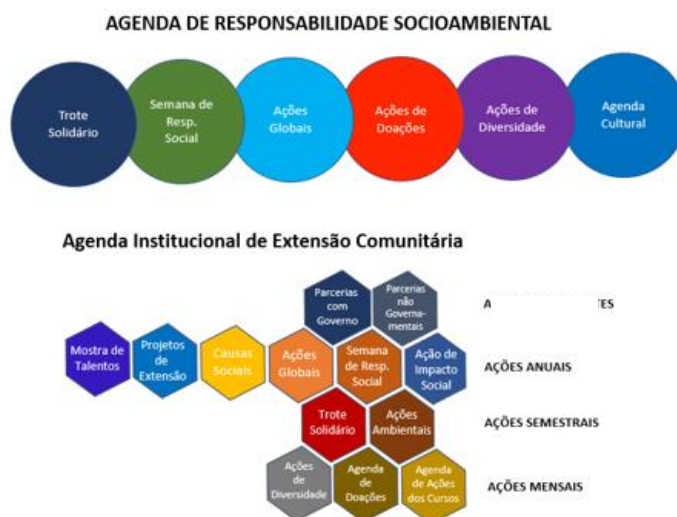 AGENDA DE RESPONSABILIDADE SOCIOAMBIENTAL
Trote
Solidário
Semana de
Resp.
Social
Ações
Globais
Ações de
Doações
Ações de
Diversidade
Agenda
Cultural
Agenda Institucional de Extensão Comunitária
Parcerias
com
Governo
Parcerias
não
Governa-
mentais
Mostra de
Talentos
Projetos
de
Extensão
Causas
Sociais
Ações
Globais
Semana
de Resp.
Social
Ação de
Impacto
Social
AÇÕES ANUAIS
Trote
Solidário
Ações
Ambientais
AÇÕES SEMESTRAIS
Ações
de
Diversidade
Agenda
de
Doações
Agenda
de Ações
dos Cursos
AÇÕES MENSAIS